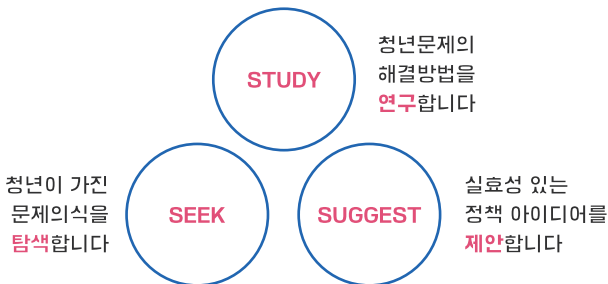 STUDY
청년문제의
해결방법을
연구합니다
청년이 가진
문제의식을
탐색합니다
SEEK
SUGGEST
실효성 있는
정책 아이디어를
제안합니다